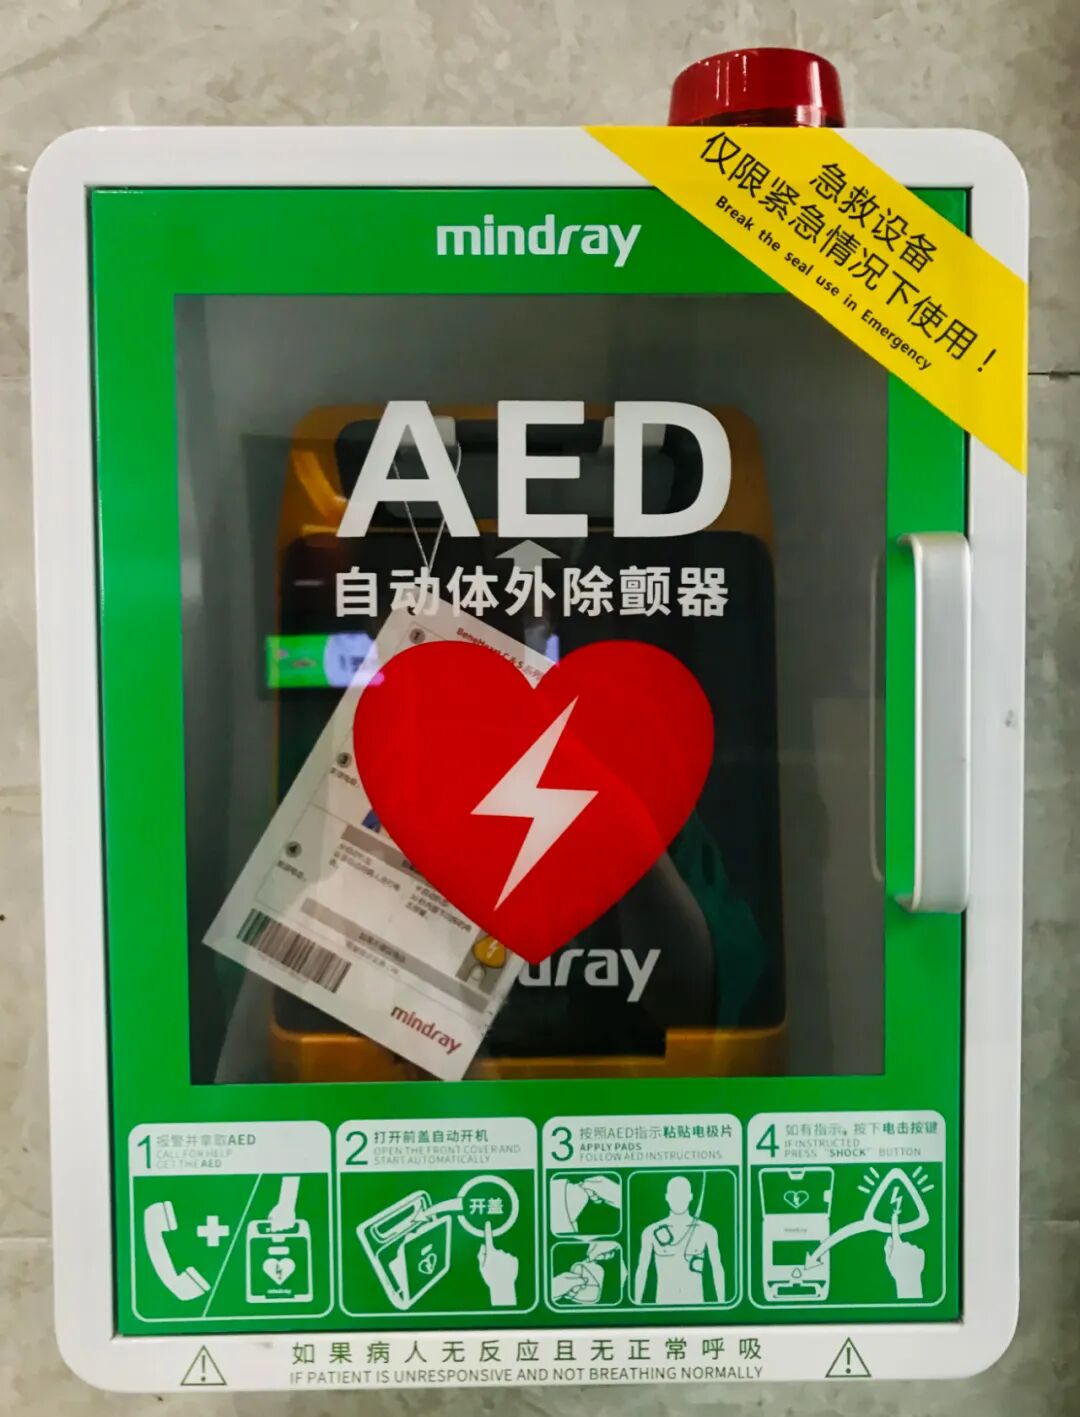 急救设备
仅限紧急情况下使用！
Break the seal use in Emergency
mindray
AED
自动体外除颤器
BeneHeart C&S 系列
mindray
dray
1 报警并拿取AED
CALL FOR HELP
GET THE AED
mindray
2 打开前盖自动开机
OPEN THE FRONT COVER AND
START AUTOMATICALLY
开盖
3 按照AED指示粘贴电极片
APPLY PADS
FOLLOW AED INSTRUCTIONS
4 如有指示，按下电击按键
IF INSTRUCTED
PRESS "SHOCK" BUTTON
mindray
如果病人无反应且无正常呼吸
IF PATIENT IS UNRESPONSIVE AND NOT BREATHING NORMALLY